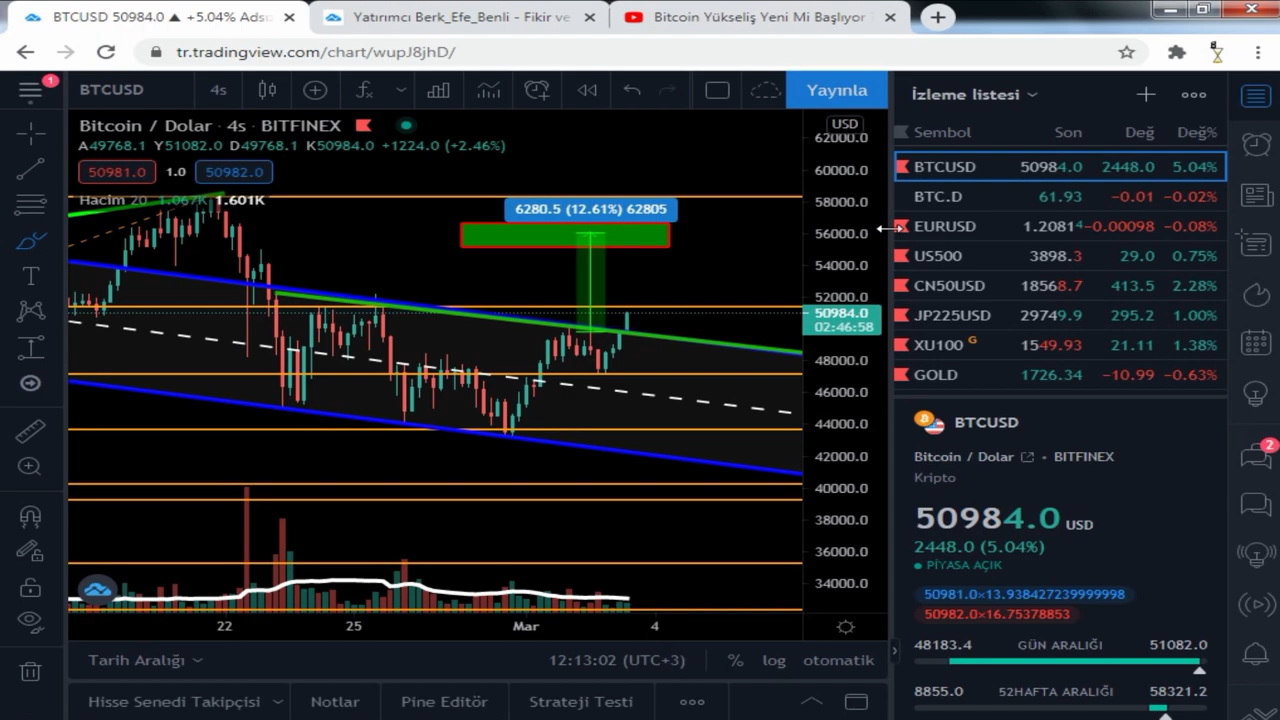 BTCUSD 50984.0 ▲ +5.04% Adsı
Yatırımcı Berk_Efe_Benli - Fikir ve
Bitcoin Yükseliş Yeni Mi Başlıyor
tr.tradingview.com/chart/wupJ8jhD/
1
BTCUSD
4s
Yayınla
İzleme listesi
Bitcoin / Dolar · 4s · BITFINEX
A49768.1 Y51082.0 D49768.1 K50984.0 +1224.0 (+2.46%)
50981.0 1.0 50982.0
Hacim 20 1.067K 1.601K
6280.5 (12.61%) 62805
USD
62000.0
60000.0
58000.0
56000.0
54000.0
52000.0
50984.0
02:46:58
48000.0
46000.0
44000.0
42000.0
40000.0
38000.0
36000.0
34000.0
22 25 Mar 4
Tarih Aralığı
12:13:02 (UTC+3) % log otomatik
Hisse Senedi Takipçisi Notlar Pine Editör Strateji Testi
Sembol Son Değ Değ%
BTCUSD 50984.0 2448.0 5.04%
BTC.D 61.93 −0.01 −0.02%
EURUSD 1.20814 −0.00098 −0.08%
US500 3898.3 29.0 0.75%
CN50USD 18568.7 413.5 2.28%
JP225USD 29749.9 295.2 1.00%
XU100 G 1549.93 21.11 1.38%
GOLD 1726.34 −10.99 −0.63%
BTCUSD
Bitcoin / Dolar · BITFINEX
Kripto
50984.0 USD
2448.0 (5.04%)
PİYASA AÇIK
50981.0×13.938427239999998
50982.0×16.75378853
48183.4 GÜN ARALIĞI 51082.0
8855.0 52HAFTA ARALIĞI 58321.2
2